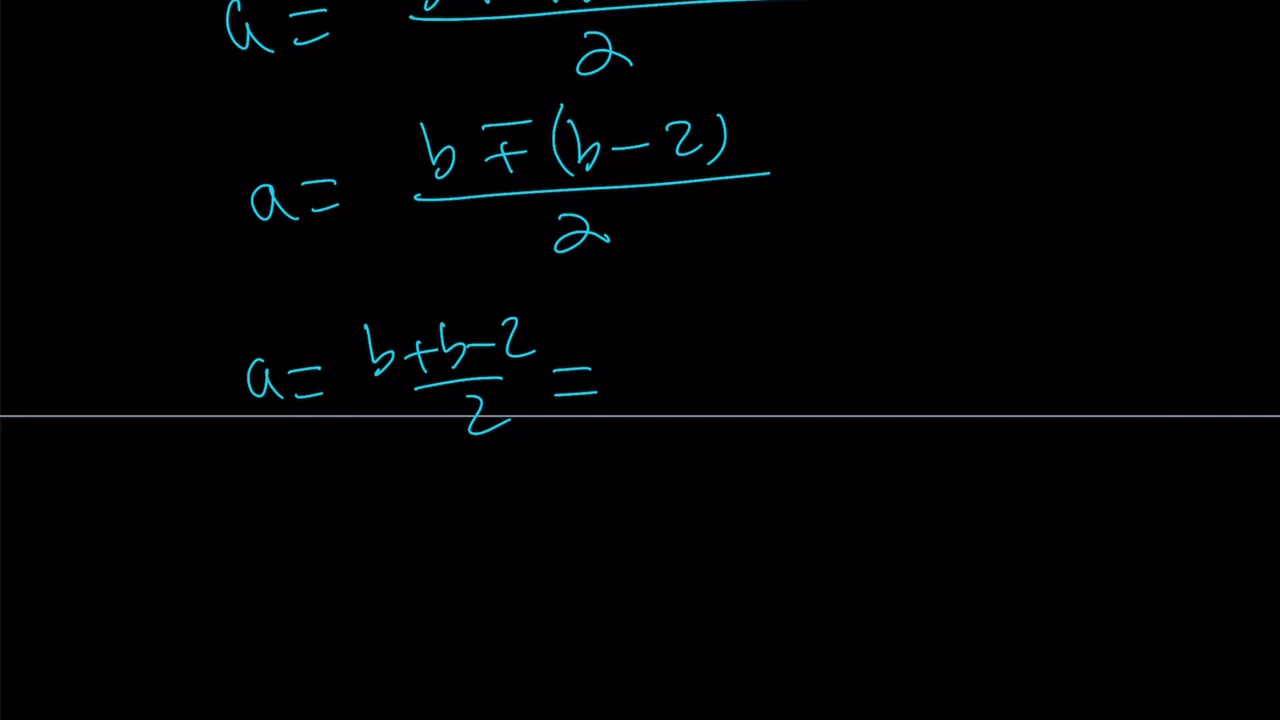 a = 2
a = b ∓ (b - 2) / 2
a = b + b - 2 / 2 =